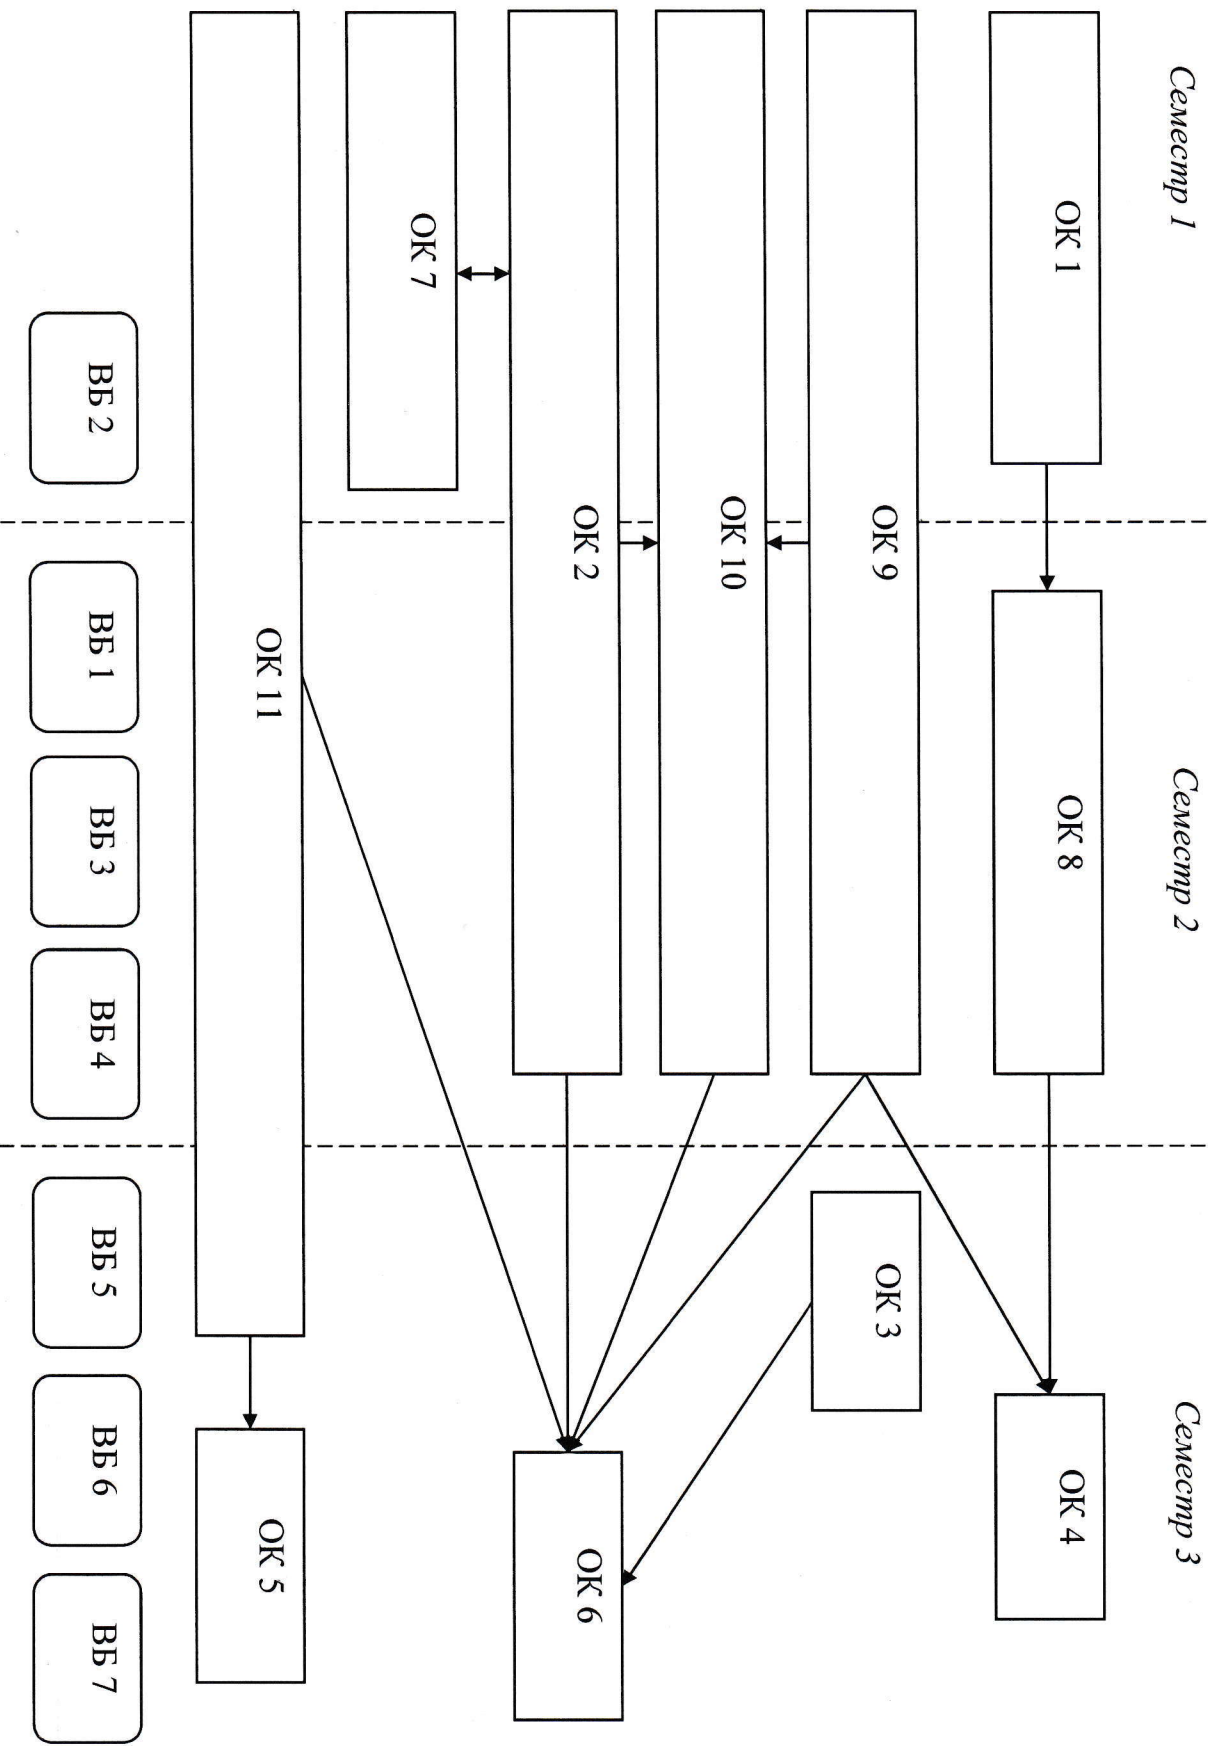 Семестр 1
Семестр 2
Семестр 3
ОК 1
ОК 8
ОК 4
ОК 9
ОК 3
ОК 10
ОК 2
ОК 6
ОК 7
ОК 11
ОК 5
ВБ 2
ВБ 1
ВБ 3
ВБ 4
ВБ 5
ВБ 6
ВБ 7